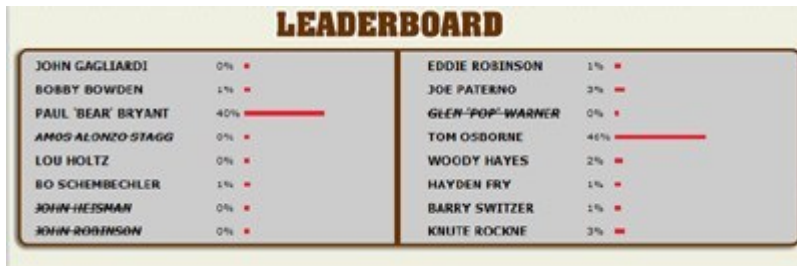 LEADERBOARD
JOHN GAGLIARDI 0%
BOBBY BOWDEN 1%
PAUL 'BEAR' BRYANT 40%
AMOS ALONZO STAGG 0%
LOU HOLTZ 0%
BO SCHEMBECHLER 1%
JOHN HEISMAN 0%
JOHN ROBINSON 0%
EDDIE ROBINSON 1%
JOE PATERNO 3%
GLEN 'POP' WARNER 0%
TOM OSBORNE 46%
WOODY HAYES 2%
HAYDEN FRY 1%
BARRY SWITZER 1%
KNUTE ROCKNE 3%